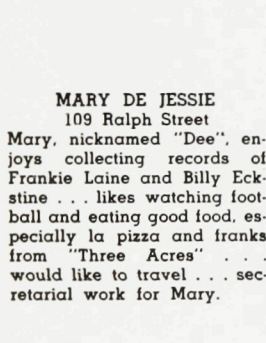 MARY DE JESSIE
109 Ralph Street
Mary, nicknamed "Dee", en-
joys collecting records of
Frankie Laine and Billy Eck-
stine . . . likes watching foot-
ball and eating good food, es-
pecially la pizza and franks
from "Three Acres" . . .
would like to travel . . . sec-
retarial work for Mary.